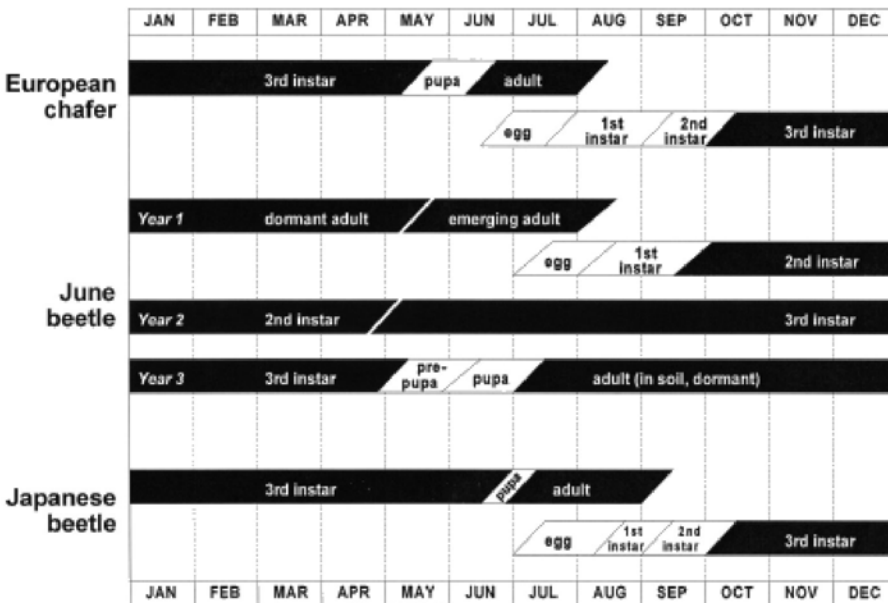 JAN FEB MAR APR MAY JUN JUL AUG SEP OCT NOV DEC
European
chafer
3rd instar pupa adult
egg 1st
instar 2nd
instar 3rd instar
June
beetle
Year 1 dormant adult emerging adult
egg 1st
instar 2nd instar
Year 2 2nd instar 3rd instar
Year 3 3rd instar pre-
pupa pupa adult (in soil, dormant)
Japanese
beetle
3rd instar pupa adult
egg 1st
instar 2nd
instar 3rd instar
JAN FEB MAR APR MAY JUN JUL AUG SEP OCT NOV DEC